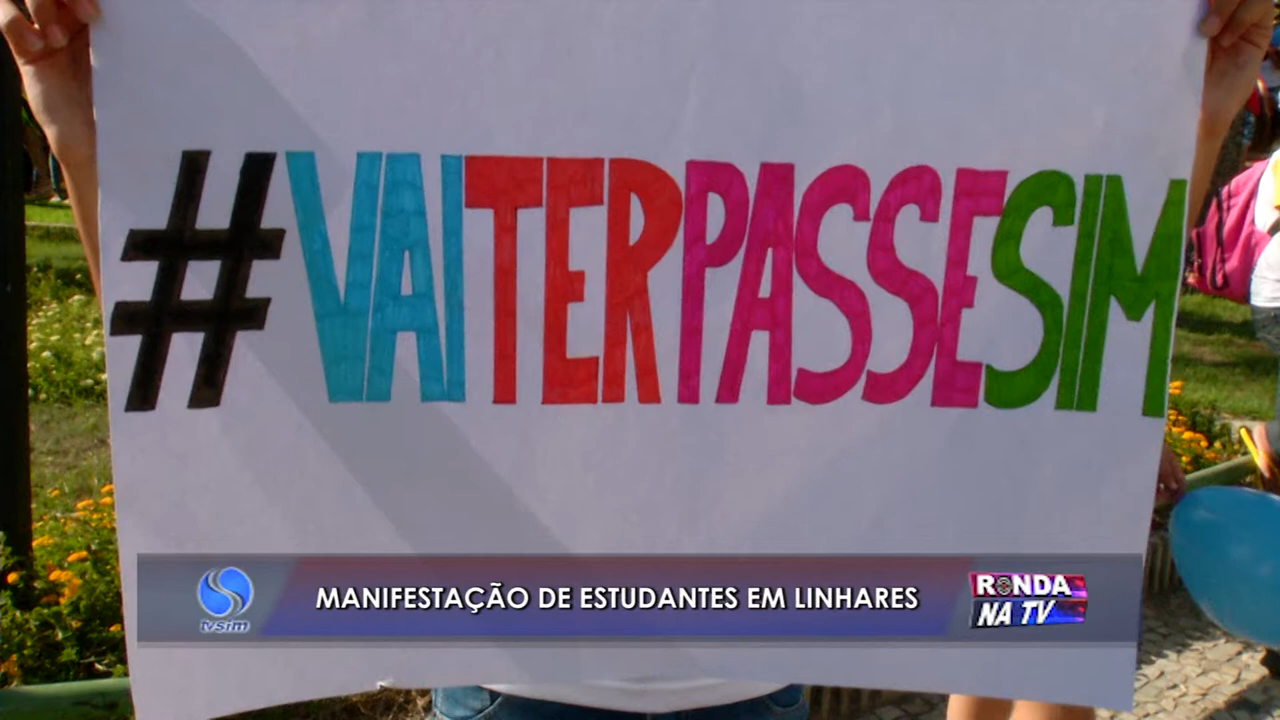 #VAITERPASSESIM
MANIFESTAÇÃO DE ESTUDANTES EM LINHARES
tvsim
RONDA
NA TV